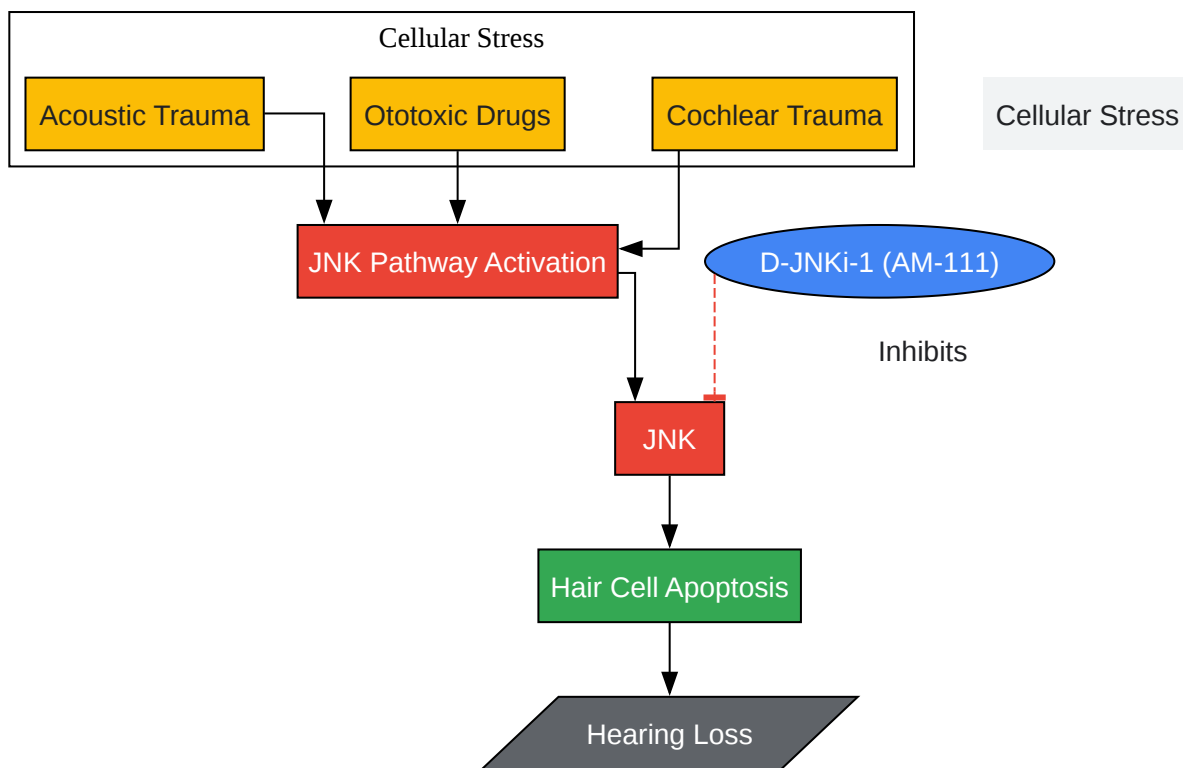 Cellular Stress
Acoustic Trauma
Ototoxic Drugs
Cochlear Trauma
Cellular Stress
JNK Pathway Activation
D-JNKi-1 (AM-111)
Inhibits
JNK
Hair Cell Apoptosis
Hearing Loss